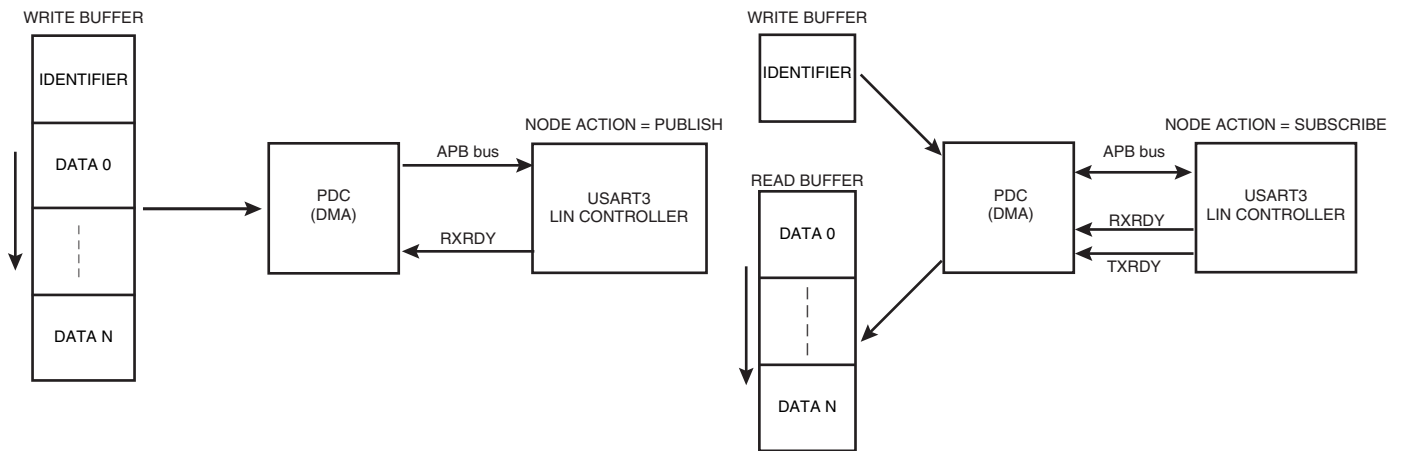 WRITE BUFFER
IDENTIFIER
DATA 0
DATA N
PDC
(DMA)
APB bus
RXRDY
NODE ACTION = PUBLISH
USART3
LIN CONTROLLER
WRITE BUFFER
IDENTIFIER
READ BUFFER
DATA 0
DATA N
PDC
(DMA)
APB bus
RXRDY
TXRDY
NODE ACTION = SUBSCRIBE
USART3
LIN CONTROLLER